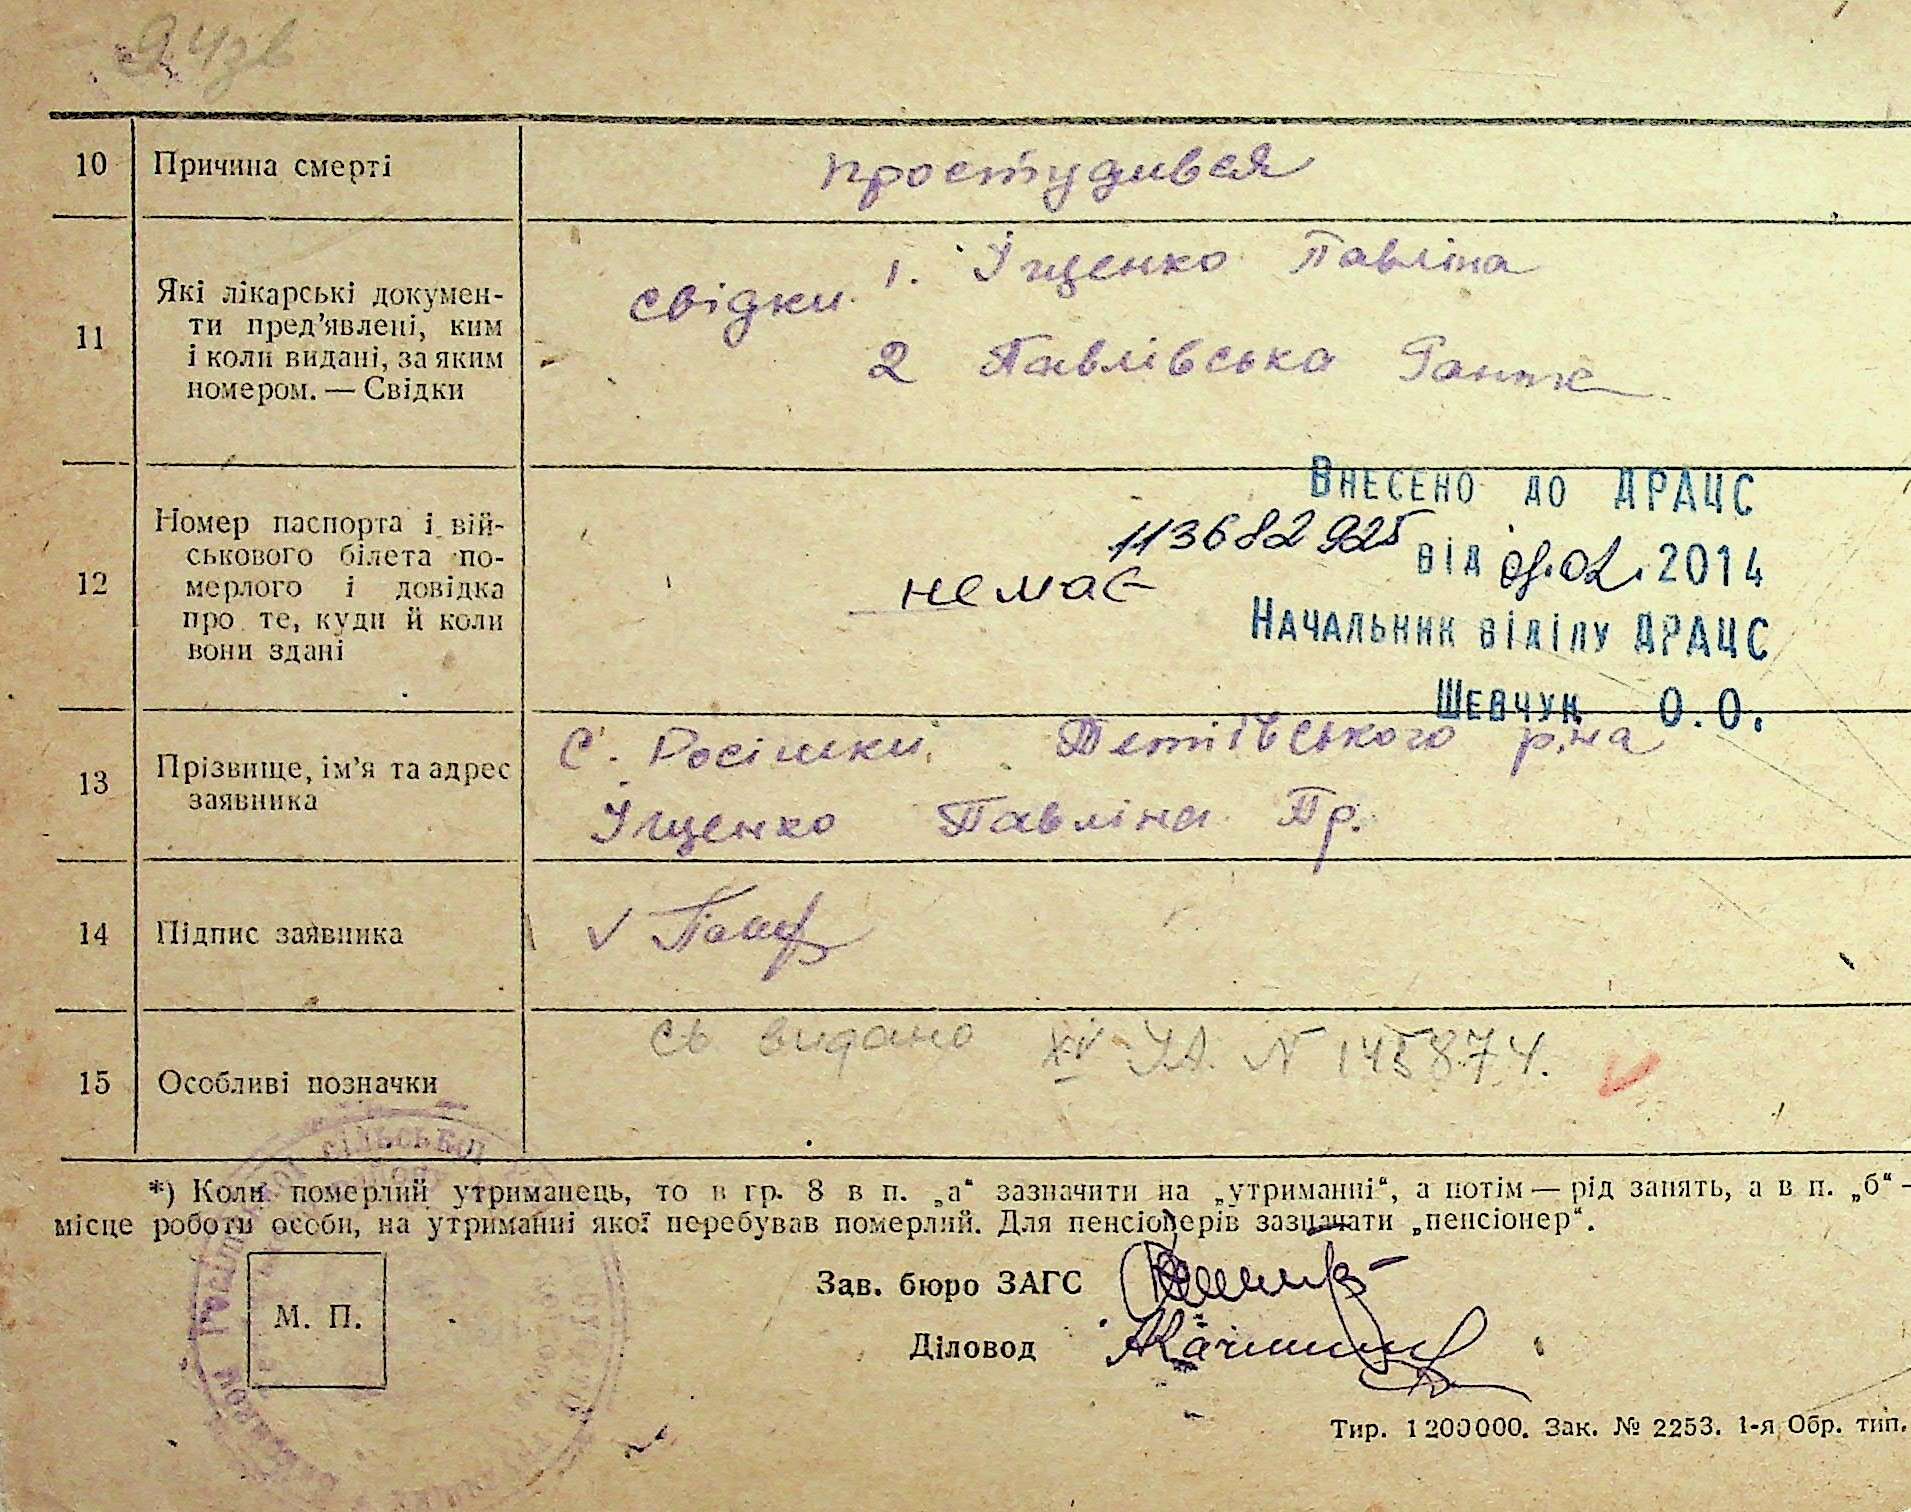 10 Причина смерті простудився
11 Які лікарські докумен-
ти пред'явлені, ким
і коли видані, за яким
номером. — Свідки
свідки 1. Іщенко Павліна
2 Павлівська
12 Номер паспорта і вій-
ськового білета по-
мерлого і довідка
про те, куди й коли
вони здані
немає
113682925
Внесено до ДРАЦС
від .02.2014
Начальник відділу ДРАЦС
Шевчук О.О.
13 Прізвище, ім'я та адрес
заявника
с. Росішки Тетіївського р-на
Іщенко Павліна Пр.
14 Підпис заявника
15 Особливі позначки
св видано N 145874.
*) Коли померлий утриманець, то в гр. 8 в п. „а“ зазначити на „утриманні“, а потім — рід занять, а в п. „б“ —
місце роботи особи, на утриманні якої перебував померлий. Для пенсіонерів зазначати „пенсіонер“.
М. П.
Зав. бюро ЗАГС
Діловод
Тир. 1200000. Зак. № 2253. 1-я Обр. тип.